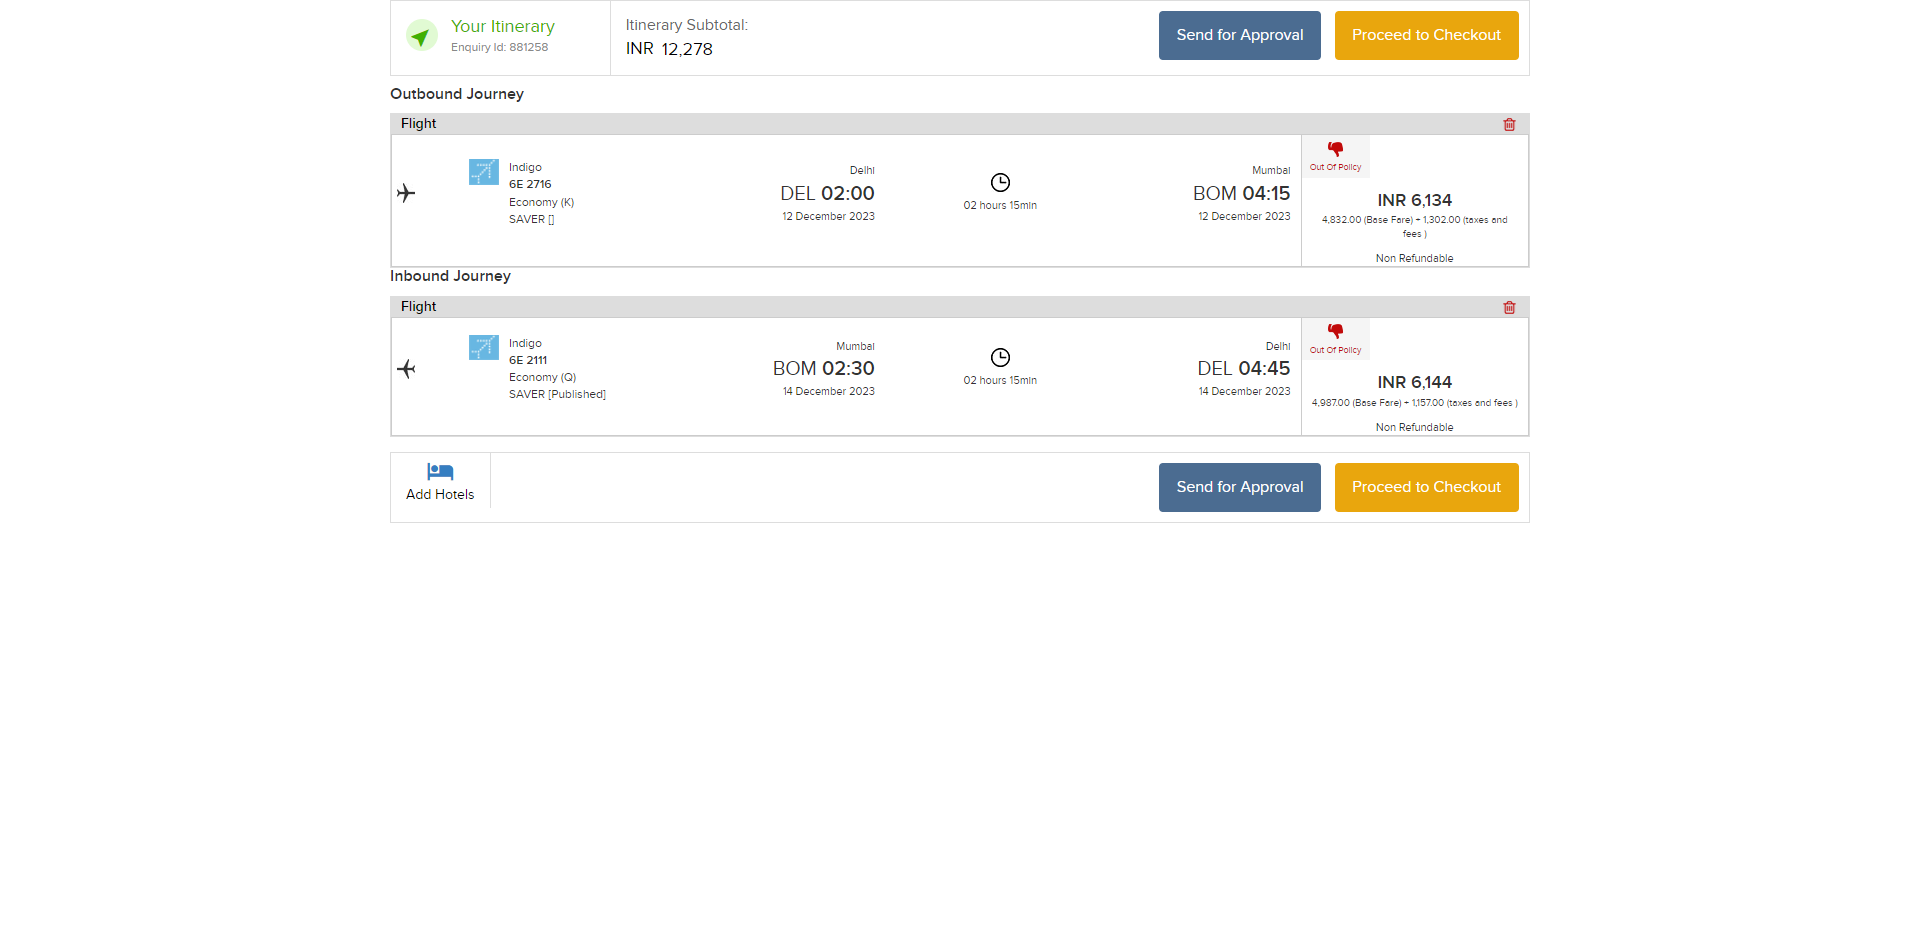 Your Itinerary
Enquiry Id: 881258
Itinerary Subtotal:
INR 12,278
Send for Approval
Proceed to Checkout
Outbound Journey
Flight
Indigo
6E 2716
Economy (K)
SAVER []
Delhi
DEL 02:00
12 December 2023
02 hours 15min
Mumbai
BOM 04:15
12 December 2023
Out Of Policy
INR 6,134
4,832.00 (Base Fare) + 1,302.00 (taxes and
fees )
Non Refundable
Inbound Journey
Flight
Indigo
6E 2111
Economy (Q)
SAVER [Published]
Mumbai
BOM 02:30
14 December 2023
02 hours 15min
Delhi
DEL 04:45
14 December 2023
Out Of Policy
INR 6,144
4,987.00 (Base Fare) + 1,157.00 (taxes and fees )
Non Refundable
Add Hotels
Send for Approval
Proceed to Checkout